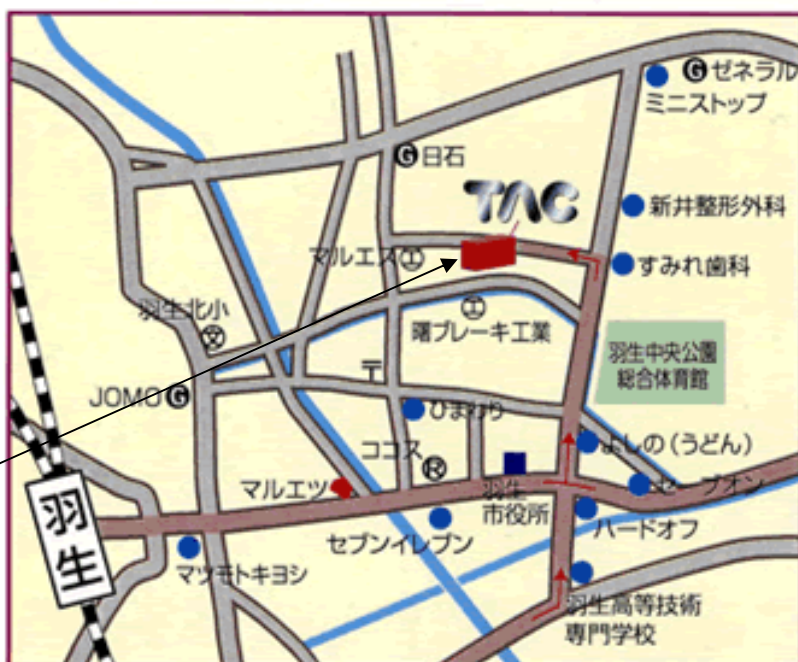 G ゼネラル
ミニストップ
G 日石
TAC
新井整形外科
マルエス 工
すみれ歯科
羽生北小
文
工
曙ブレーキ工業
羽生中央公園
総合体育館
〒
JOMO G
ひまわり
よしの(うどん)
ココス
R
マルエツ
羽生
市役所
セーブオン
羽生
セブンイレブン
ハードオフ
マツモトキヨシ
羽生高等技術
専門学校